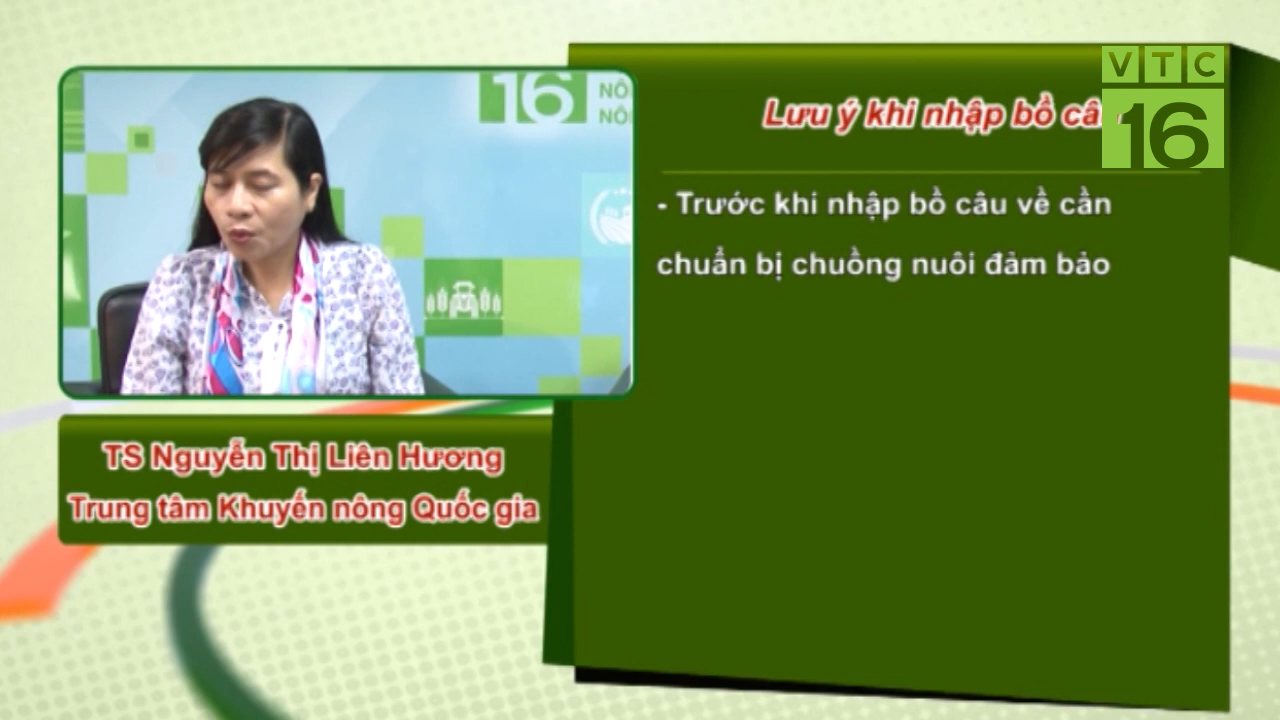 16
NÔ
NÔ
VTC
16
Lưu ý khi nhập bồ câ
- Trước khi nhập bồ câu về cần
chuẩn bị chuồng nuôi đảm bảo
TS Nguyễn Thị Liên Hương
Trung tâm Khuyến nông Quốc gia